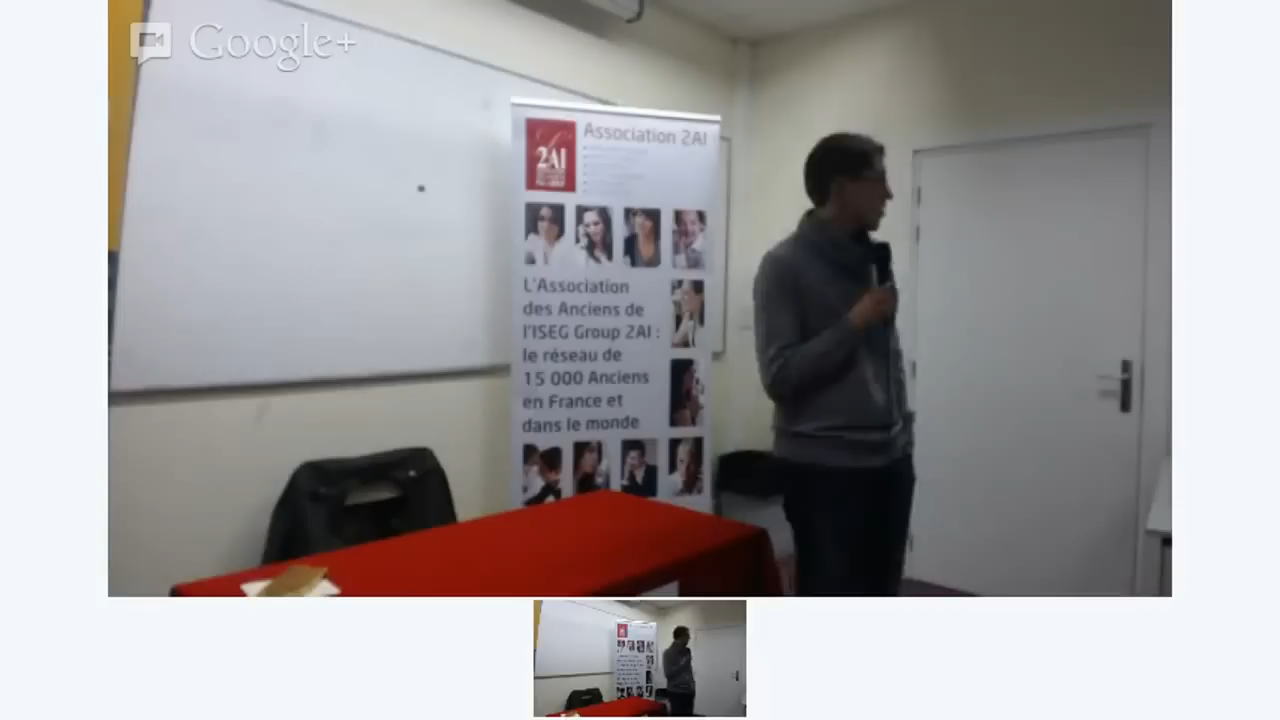 Google+
Association 2AI
2AI
L'Association
des Anciens de
l'ISEG Group 2AI :
le réseau de
15 000 Anciens
en France et
dans le monde